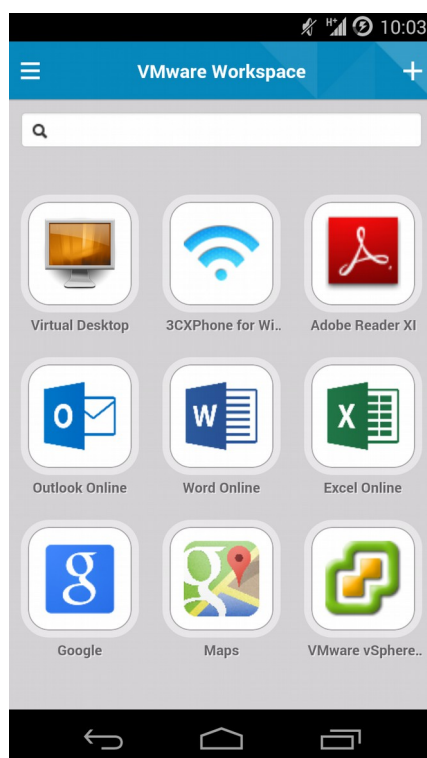 H+ 10:03
VMware Workspace
Virtual Desktop
3CXPhone for Wi..
Adobe Reader XI
O
W
X
Outlook Online
Word Online
Excel Online
g
g
Google
Maps
VMware vSphere..